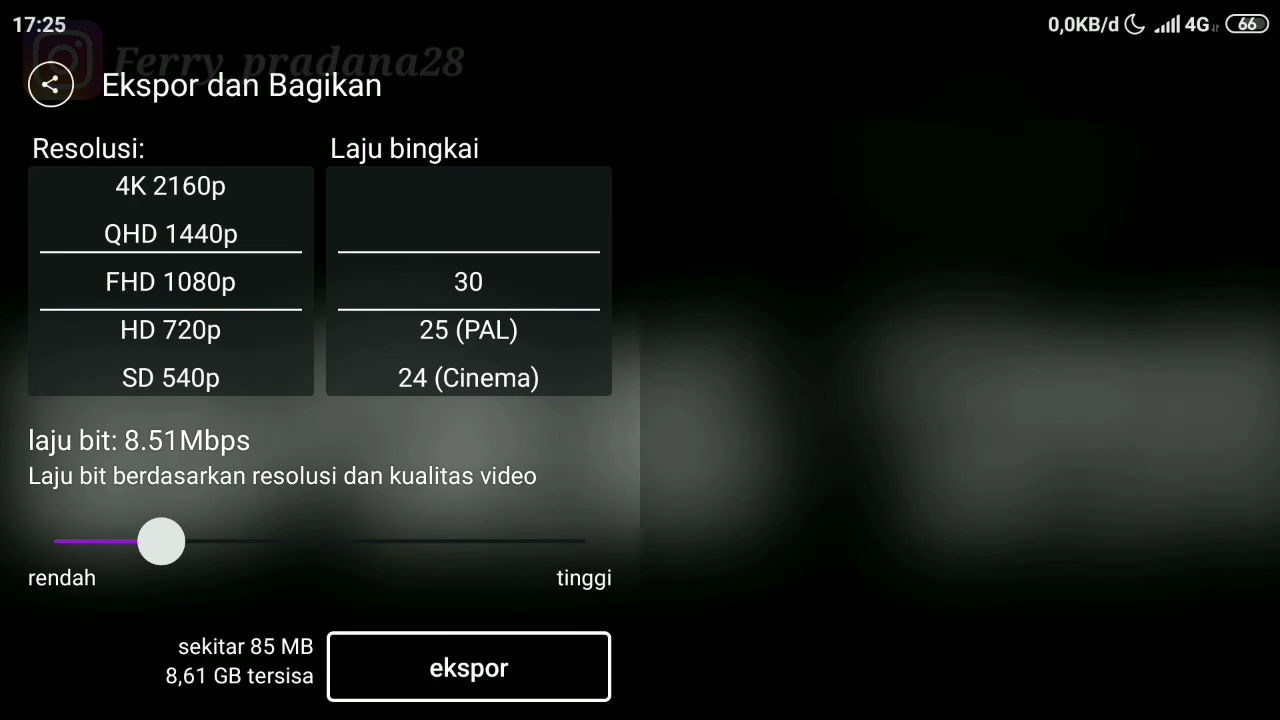 17:25
0,0KB/d 4G 66
Ferry_pradana28
Ekspor dan Bagikan
Resolusi:
4K 2160p
QHD 1440p
FHD 1080p
HD 720p
SD 540p
Laju bingkai
30
25 (PAL)
24 (Cinema)
laju bit: 8.51Mbps
Laju bit berdasarkan resolusi dan kualitas video
rendah
tinggi
sekitar 85 MB
8,61 GB tersisa
ekspor